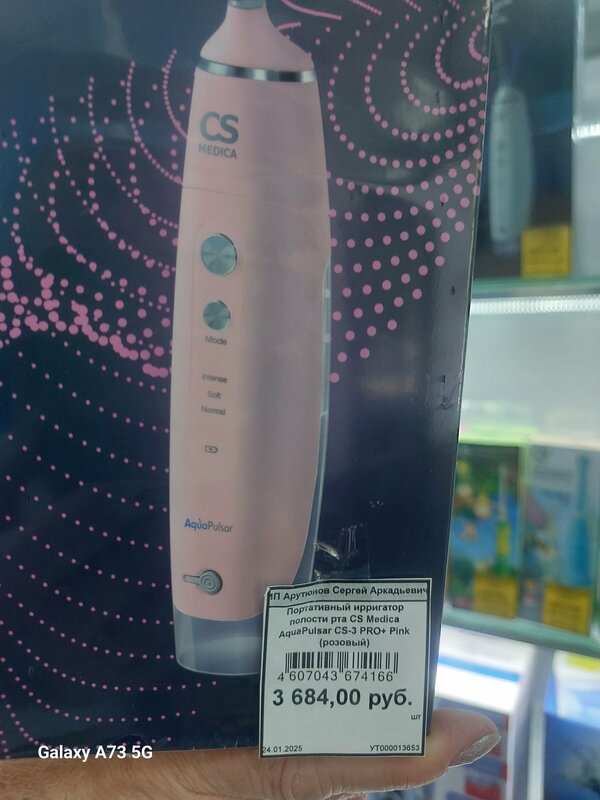 CS
MEDICA
Mode
Intense
Soft
Normal
AquaPulsar
ИП Арутюнов Сергей Аркадьевич
Портативный ирригатор
полости рта CS Medica
AquaPulsar CS-3 PRO+ Pink
(розовый)
4 607043 674166
3 684,00 руб.
шт
24.01.2025 УТ000013653
Galaxy A73 5G